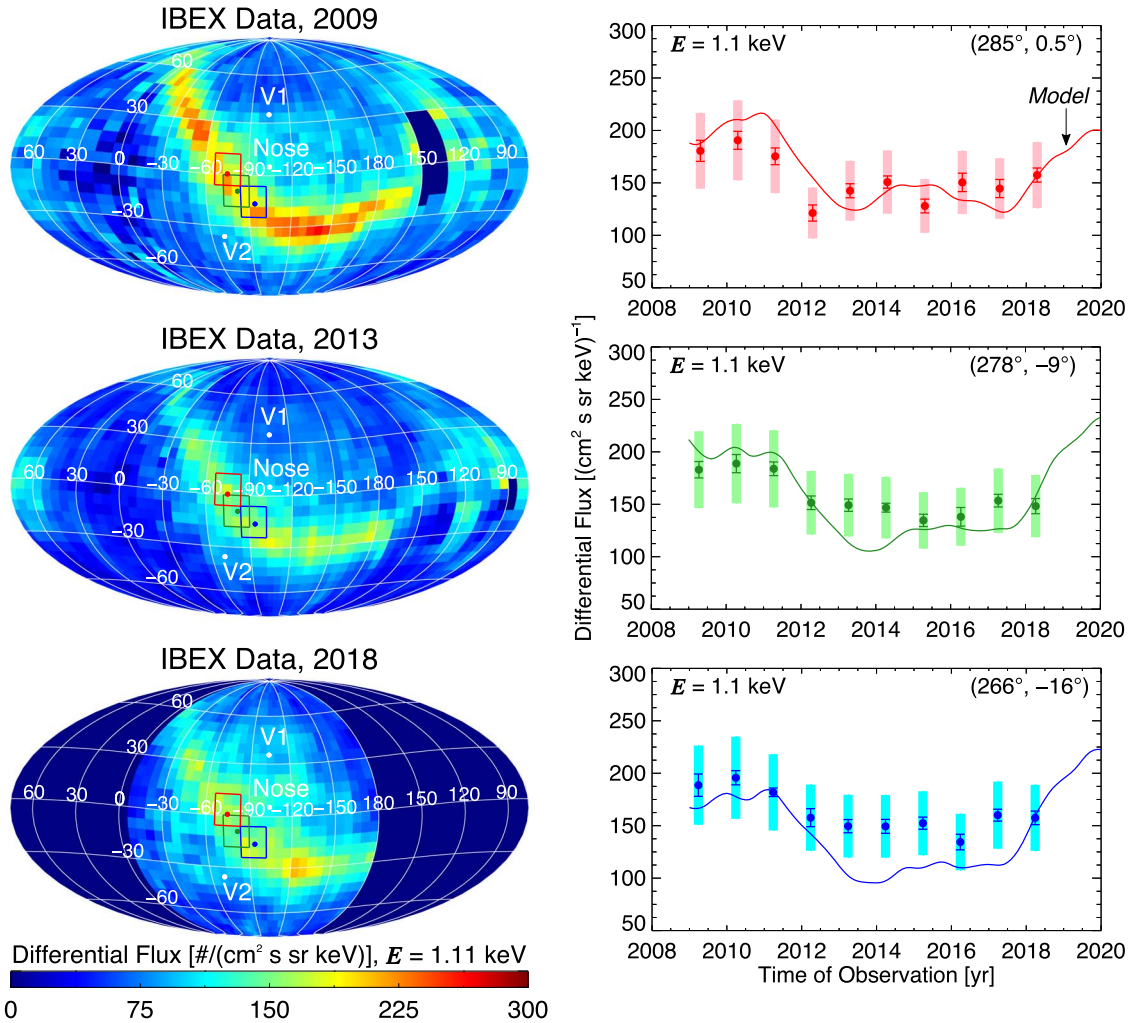 IBEX Data, 2009
60
30
V1
Nose
60 30 0 −30 −60 −90 −120 −150 180 150 120 90
−30
V2
−60
IBEX Data, 2013
60
30
V1
Nose
60 30 0 −30 −60 −90 −120 −150 180 150 120 90
−30
V2
−60
IBEX Data, 2018
60
V1
30
Nose
60 30 0 −30 −60 −90 −120 −150 180 150 120 90
−30
V2
−60
Differential Flux [#/(cm² s sr keV)], E = 1.11 keV
0 75 150 225 300
Differential Flux [(cm² s sr keV)⁻¹]
300
250
200
150
100
50
E = 1.1 keV (285°, 0.5°)
Model
2008 2010 2012 2014 2016 2018 2020
300
250
200
150
100
50
E = 1.1 keV (278°, −9°)
2008 2010 2012 2014 2016 2018 2020
300
250
200
150
100
50
E = 1.1 keV (266°, −16°)
2008 2010 2012 2014 2016 2018 2020
Time of Observation [yr]